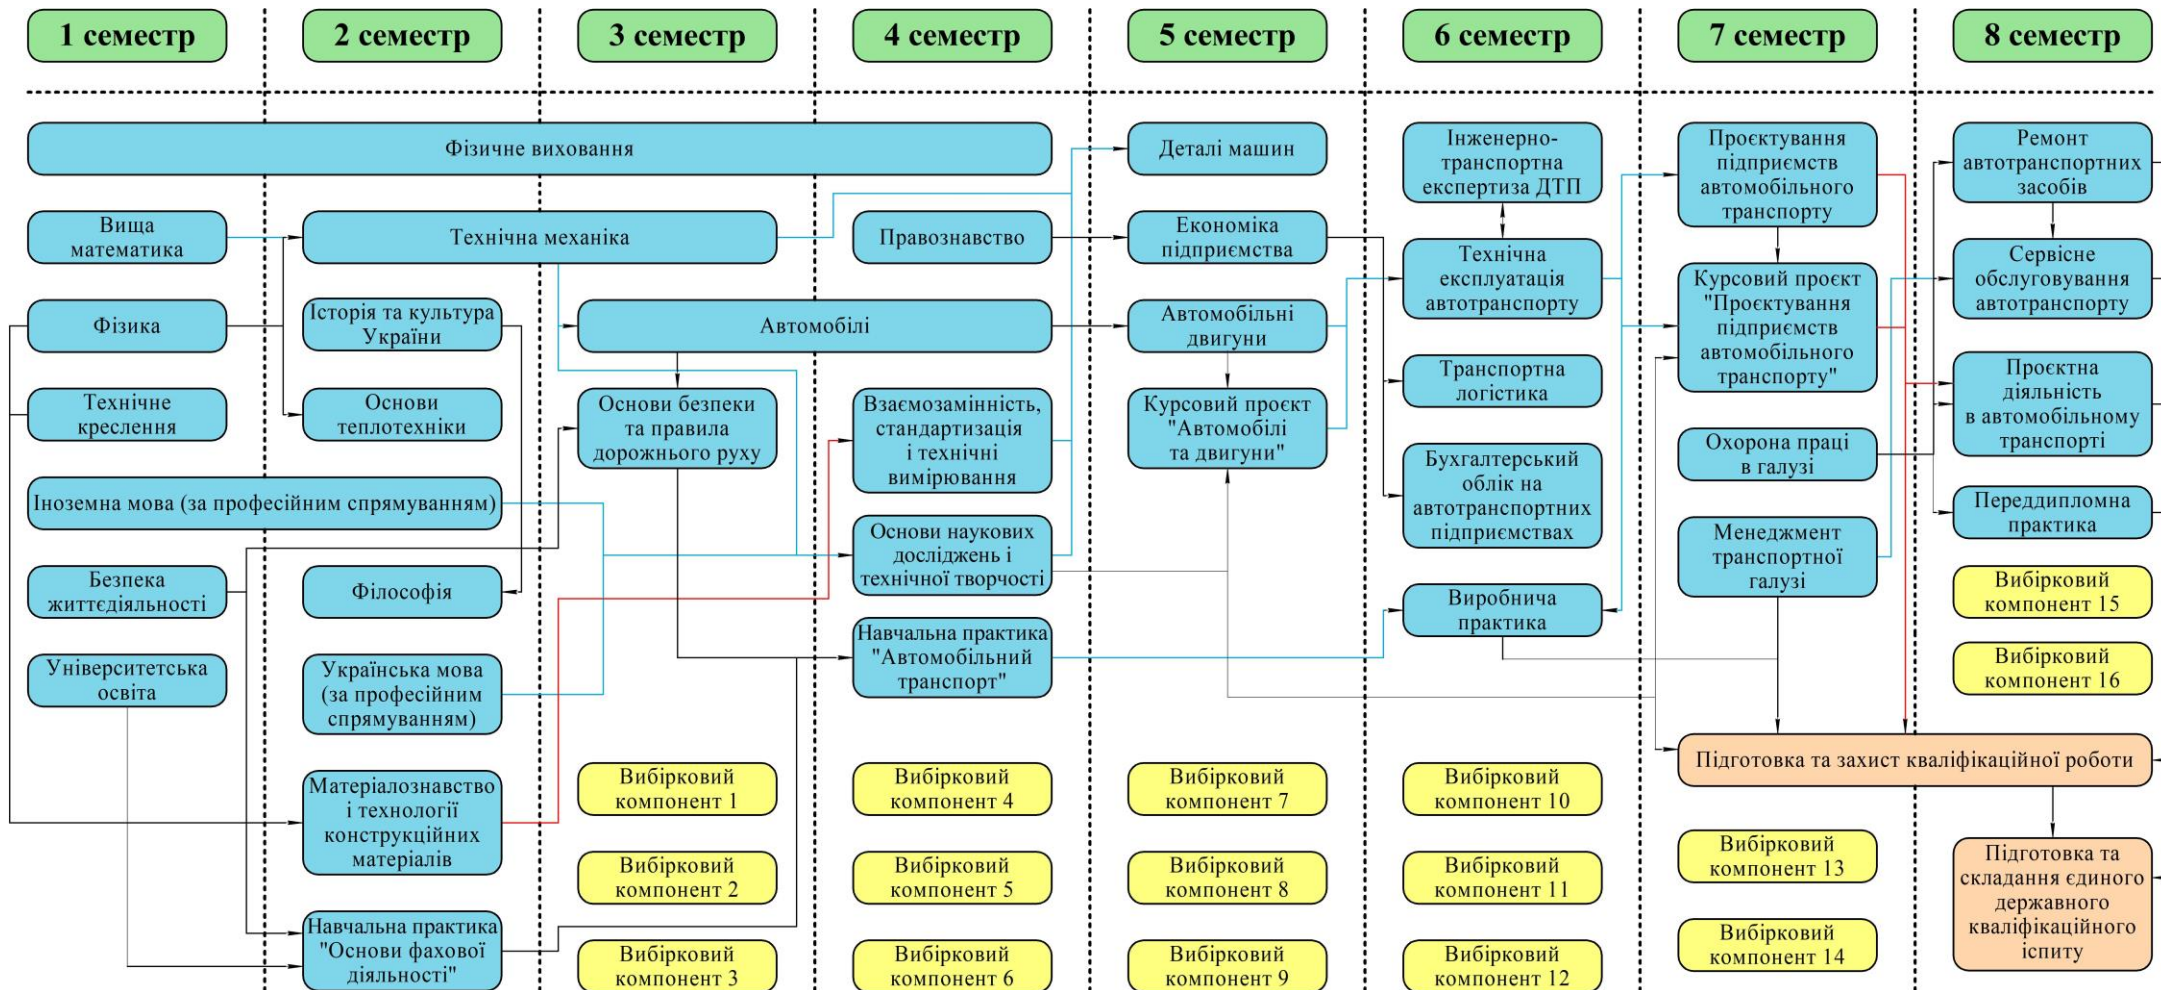 1 семестр
2 семестр
3 семестр
4 семестр
5 семестр
6 семестр
7 семестр
8 семестр
Фізичне виховання
Вища
математика
Фізика
Технічне
креслення
Іноземна мова (за професійним спрямуванням)
Безпека
життєдіяльності
Університетська
освіта
Технічна механіка
Історія та культура
України
Основи
теплотехніки
Філософія
Українська мова
(за професійним
спрямуванням)
Матеріалознавство
і технології
конструкційних
матеріалів
Навчальна практика
"Основи фахової
діяльності"
Автомобілі
Основи безпеки
та правила
дорожнього руху
Вибірковий
компонент 1
Вибірковий
компонент 2
Вибірковий
компонент 3
Правознавство
Взаємозамінність,
стандартизація
і технічні
вимірювання
Основи наукових
досліджень і
технічної творчості
Навчальна практика
"Автомобільний
транспорт"
Вибірковий
компонент 4
Вибірковий
компонент 5
Вибірковий
компонент 6
Деталі машин
Економіка
підприємства
Автомобільні
двигуни
Курсовий проєкт
"Автомобілі
та двигуни"
Вибірковий
компонент 7
Вибірковий
компонент 8
Вибірковий
компонент 9
Інженерно-
транспортна
експертиза ДТП
Технічна
експлуатація
автотранспорту
Транспортна
логістика
Бухгалтерський
облік на
автотранспортних
підприємствах
Виробнича
практика
Вибірковий
компонент 10
Вибірковий
компонент 11
Вибірковий
компонент 12
Проєктування
підприємств
автомобільного
транспорту
Курсовий проєкт
"Проєктування
підприємств
автомобільного
транспорту"
Охорона праці
в галузі
Менеджмент
транспортної
галузі
Підготовка та захист кваліфікаційної роботи
Вибірковий
компонент 13
Вибірковий
компонент 14
Ремонт
автотранспортних
засобів
Сервісне
обслуговування
автотранспорту
Проєктна
діяльність
в автомобільному
транспорті
Переддипломна
практика
Вибірковий
компонент 15
Вибірковий
компонент 16
Підготовка та
складання єдиного
державного
кваліфікаційного
іспиту